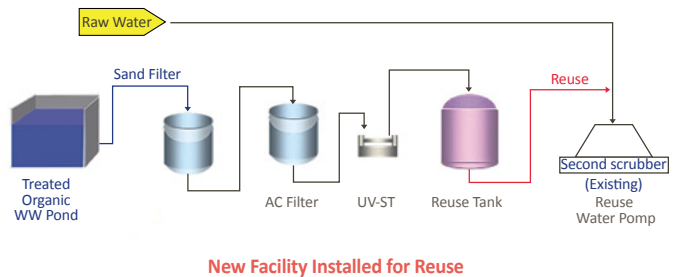 Raw Water
Sand Filter
Reuse
Treated
Organic
WW Pond
AC Filter
UV-ST
Reuse Tank
Second scrubber
(Existing)
Reuse
Water Pomp
New Facility Installed for Reuse